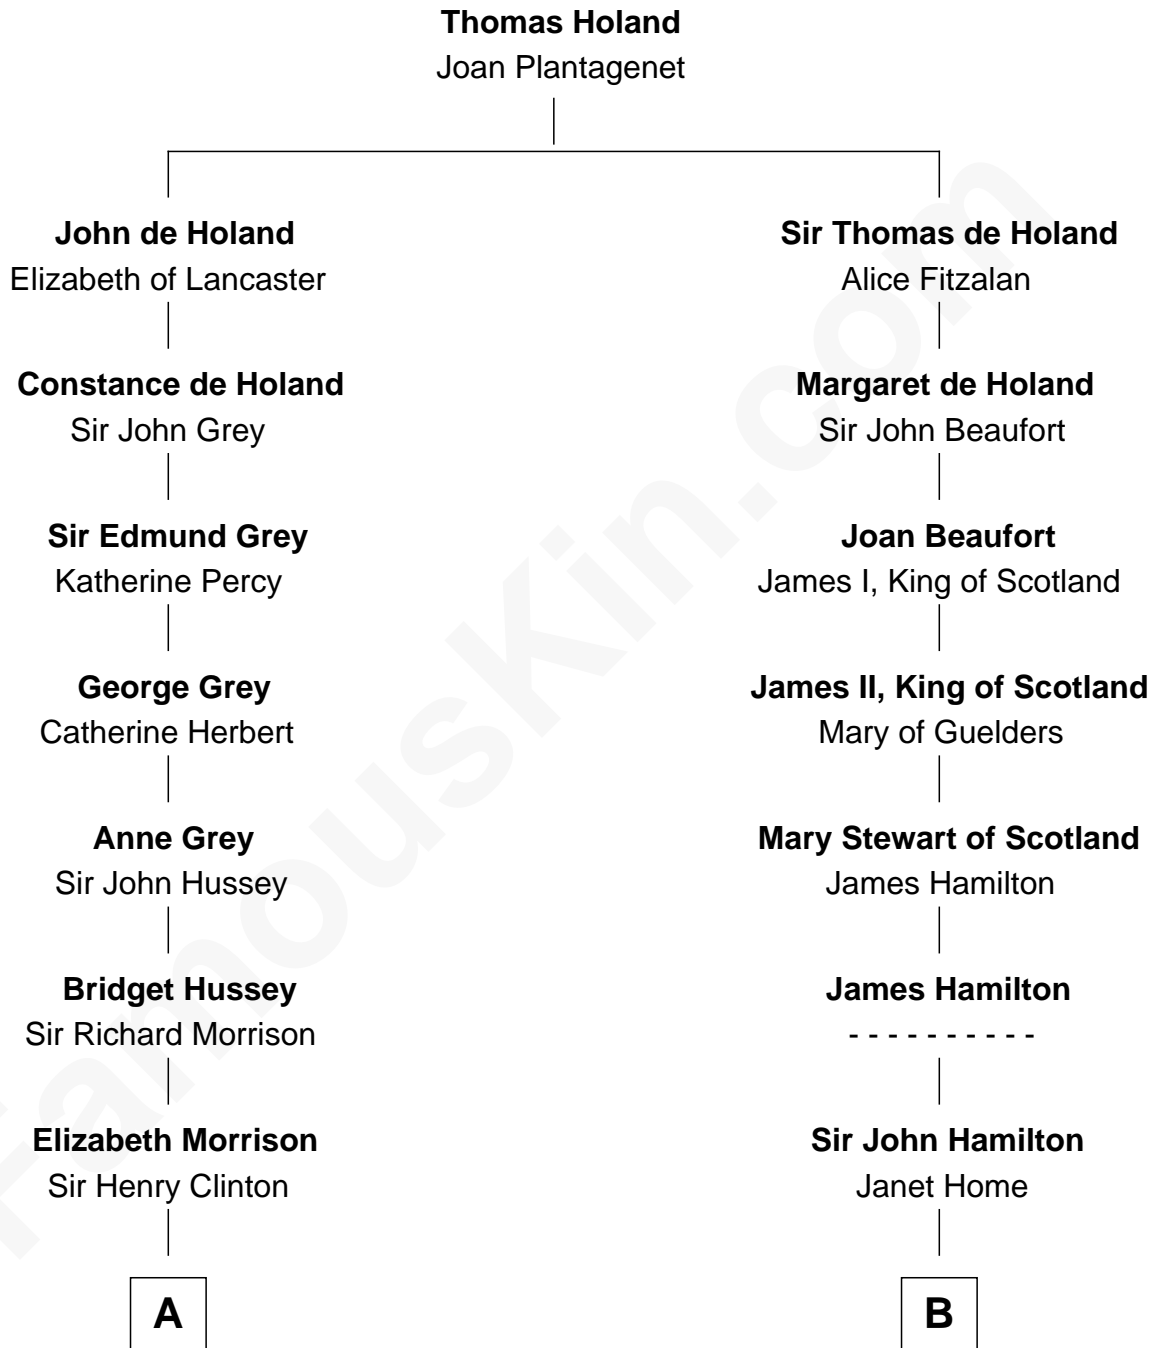 Thomas Holand
Joan Plantagenet
John de Holand
Elizabeth of Lancaster
Sir Thomas de Holand
Alice Fitzalan
Constance de Holand
Sir John Grey
Margaret de Holand
Sir John Beaufort
Sir Edmund Grey
Katherine Percy
Joan Beaufort
James I, King of Scotland
George Grey
Catherine Herbert
James II, King of Scotland
Mary of Guelders
Anne Grey
Sir John Hussey
Mary Stewart of Scotland
James Hamilton
Bridget Hussey
Sir Richard Morrison
James Hamilton
- - - - - - - - - -
Elizabeth Morrison
Sir Henry Clinton
Sir John Hamilton
Janet Home
A
B
FamousKin.com